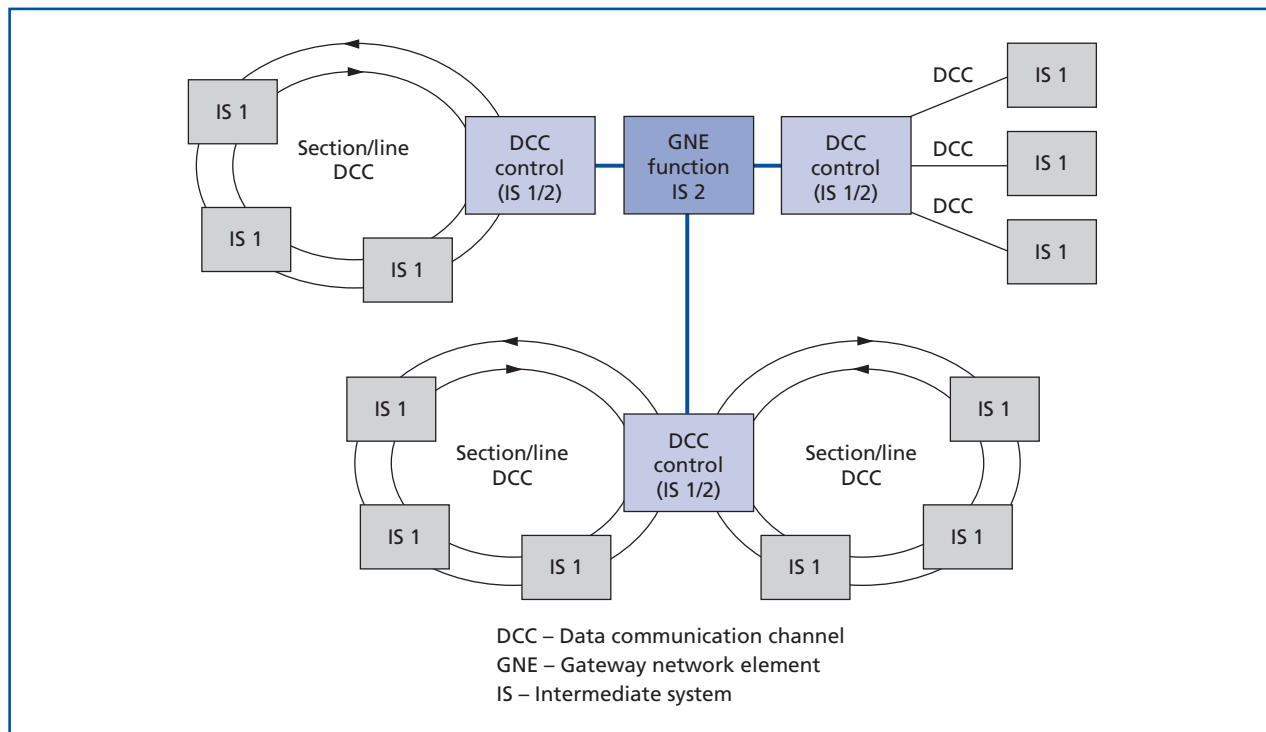 IS 1
Section/line
DCC
IS 1
IS 1
DCC
control
(IS 1/2)
GNE
function
IS 2
DCC
control
(IS 1/2)
DCC
IS 1
DCC
IS 1
DCC
IS 1
IS 1
Section/line
DCC
IS 1
IS 1
DCC
control
(IS 1/2)
Section/line
DCC
IS 1
IS 1
IS 1
DCC – Data communication channel
GNE – Gateway network element
IS – Intermediate system